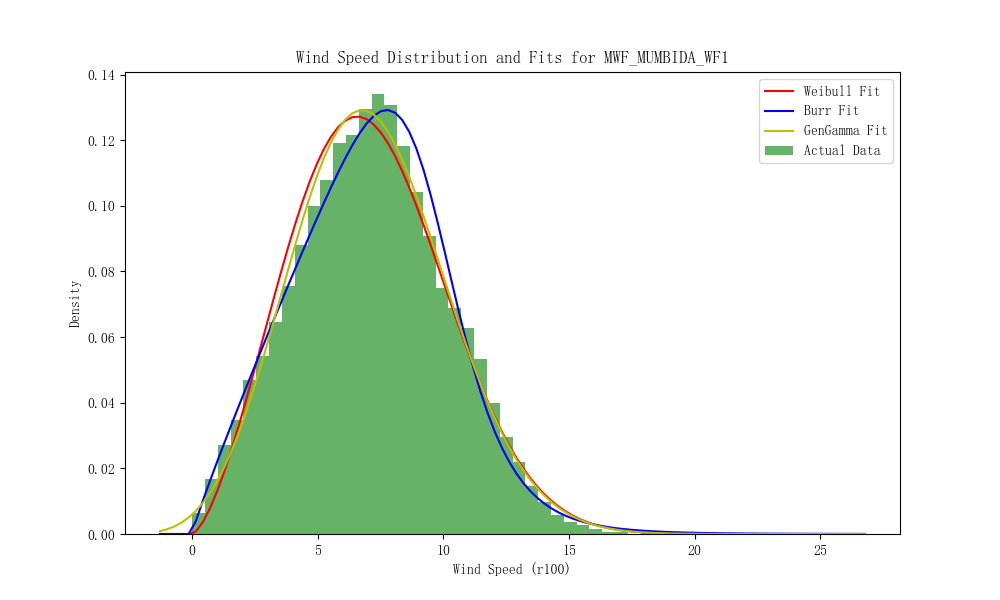 Wind Speed Distribution and Fits for MWF_MUMBIDA_WF1
Weibull Fit
Burr Fit
GenGamma Fit
Actual Data
Density
0.14
0.12
0.10
0.08
0.06
0.04
0.02
0.00
0
5
10
15
20
25
Wind Speed (r100)